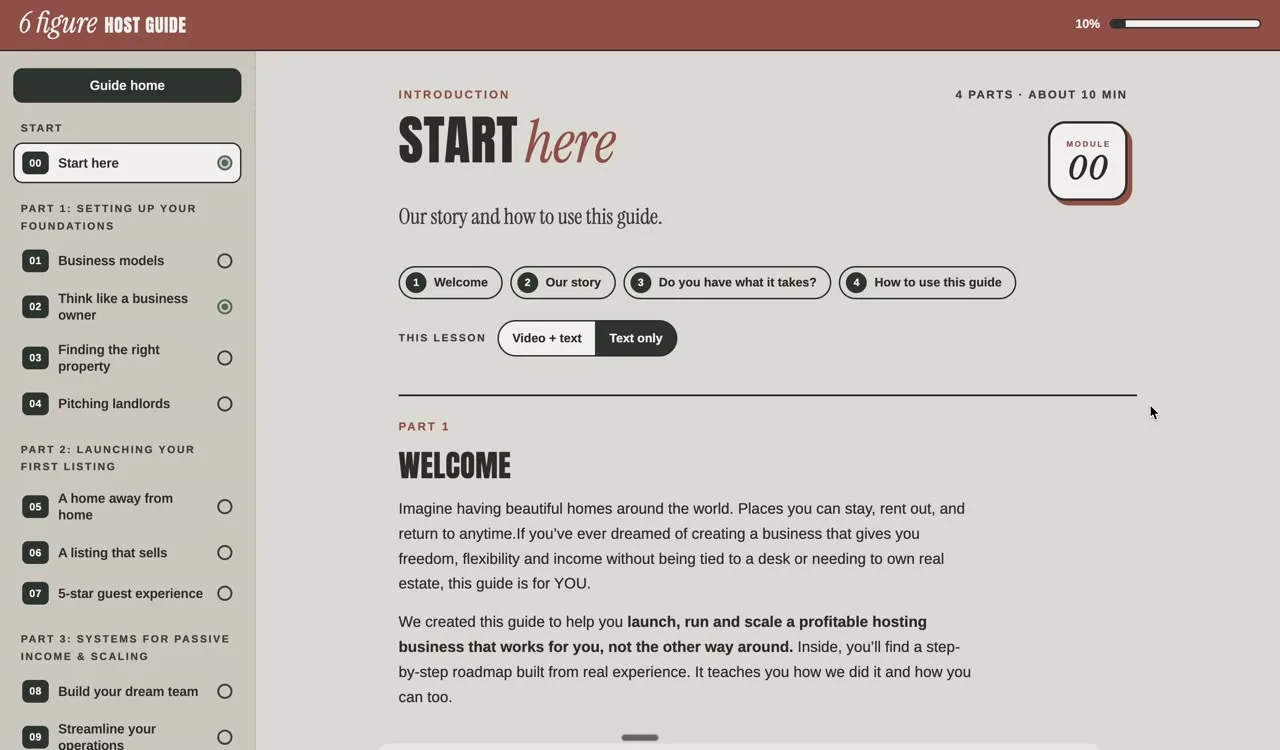 6 figure HOST GUIDE
10%
Guide home
START
00 Start here
PART 1: SETTING UP YOUR
FOUNDATIONS
01 Business models
02 Think like a business
owner
03 Finding the right
property
04 Pitching landlords
PART 2: LAUNCHING YOUR
FIRST LISTING
05 A home away from
home
06 A listing that sells
07 5-star guest experience
PART 3: SYSTEMS FOR PASSIVE
INCOME & SCALING
08 Build your dream team
09 Streamline your
operations
INTRODUCTION
4 PARTS · ABOUT 10 MIN
START here
MODULE
00
Our story and how to use this guide.
1 Welcome 2 Our story 3 Do you have what it takes? 4 How to use this guide
THIS LESSON Video + text Text only
PART 1
WELCOME
Imagine having beautiful homes around the world. Places you can stay, rent out, and
return to anytime.If you've ever dreamed of creating a business that gives you
freedom, flexibility and income without being tied to a desk or needing to own real
estate, this guide is for YOU.
We created this guide to help you launch, run and scale a profitable hosting
business that works for you, not the other way around. Inside, you'll find a step-
by-step roadmap built from real experience. It teaches you how we did it and how you
can too.